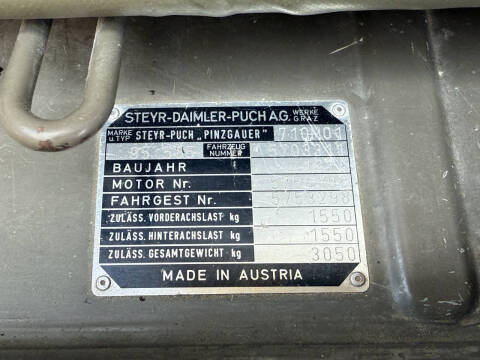 STEYR-DAIMLER-PUCH A.G. WERKE GRAZ
MARKE u. TYP STEYR-PUCH „PINZGAUER"
FAHRZEUG NUMMER
BAUJAHR
MOTOR Nr.
FAHRGEST Nr. 5753298
ZULÄSS. VORDERACHSLAST kg 1550
ZULÄSS. HINTERACHSLAST kg 1550
ZULÄSS. GESAMTGEWICHT kg 3050
MADE IN AUSTRIA